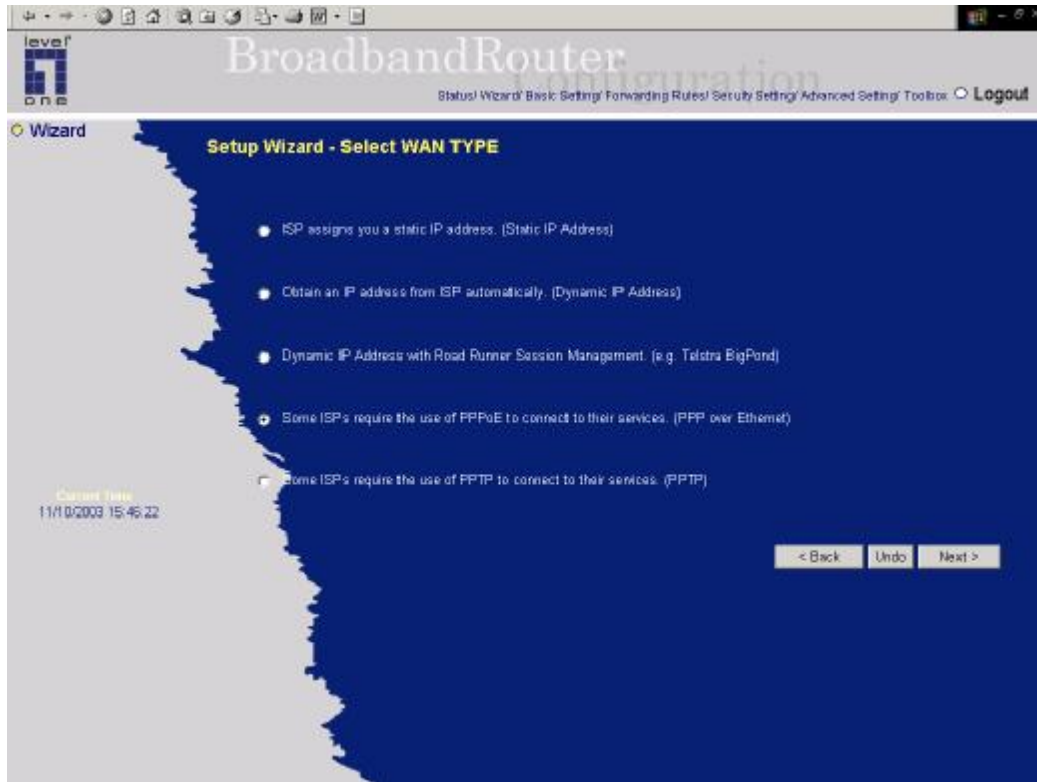 level
one
BroadbandRouter
Configuration
Status/ Wizard/ Basic Setting/ Forwarding Rules/ Security Setting/ Advanced Setting/ Toolbox Logout
Wizard
Setup Wizard - Select WAN TYPE
ISP assigns you a static IP address. (Static IP Address)
Obtain an IP address from ISP automatically. (Dynamic IP Address)
Dynamic IP Address with Road Runner Session Management. (e.g. Telstra BigPond)
Some ISPs require the use of PPPoE to connect to their services. (PPP over Ethernet)
Some ISPs require the use of PPTP to connect to their services. (PPTP)
Current Time
11/10/2003 15:46:22
< Back
Undo
Next >